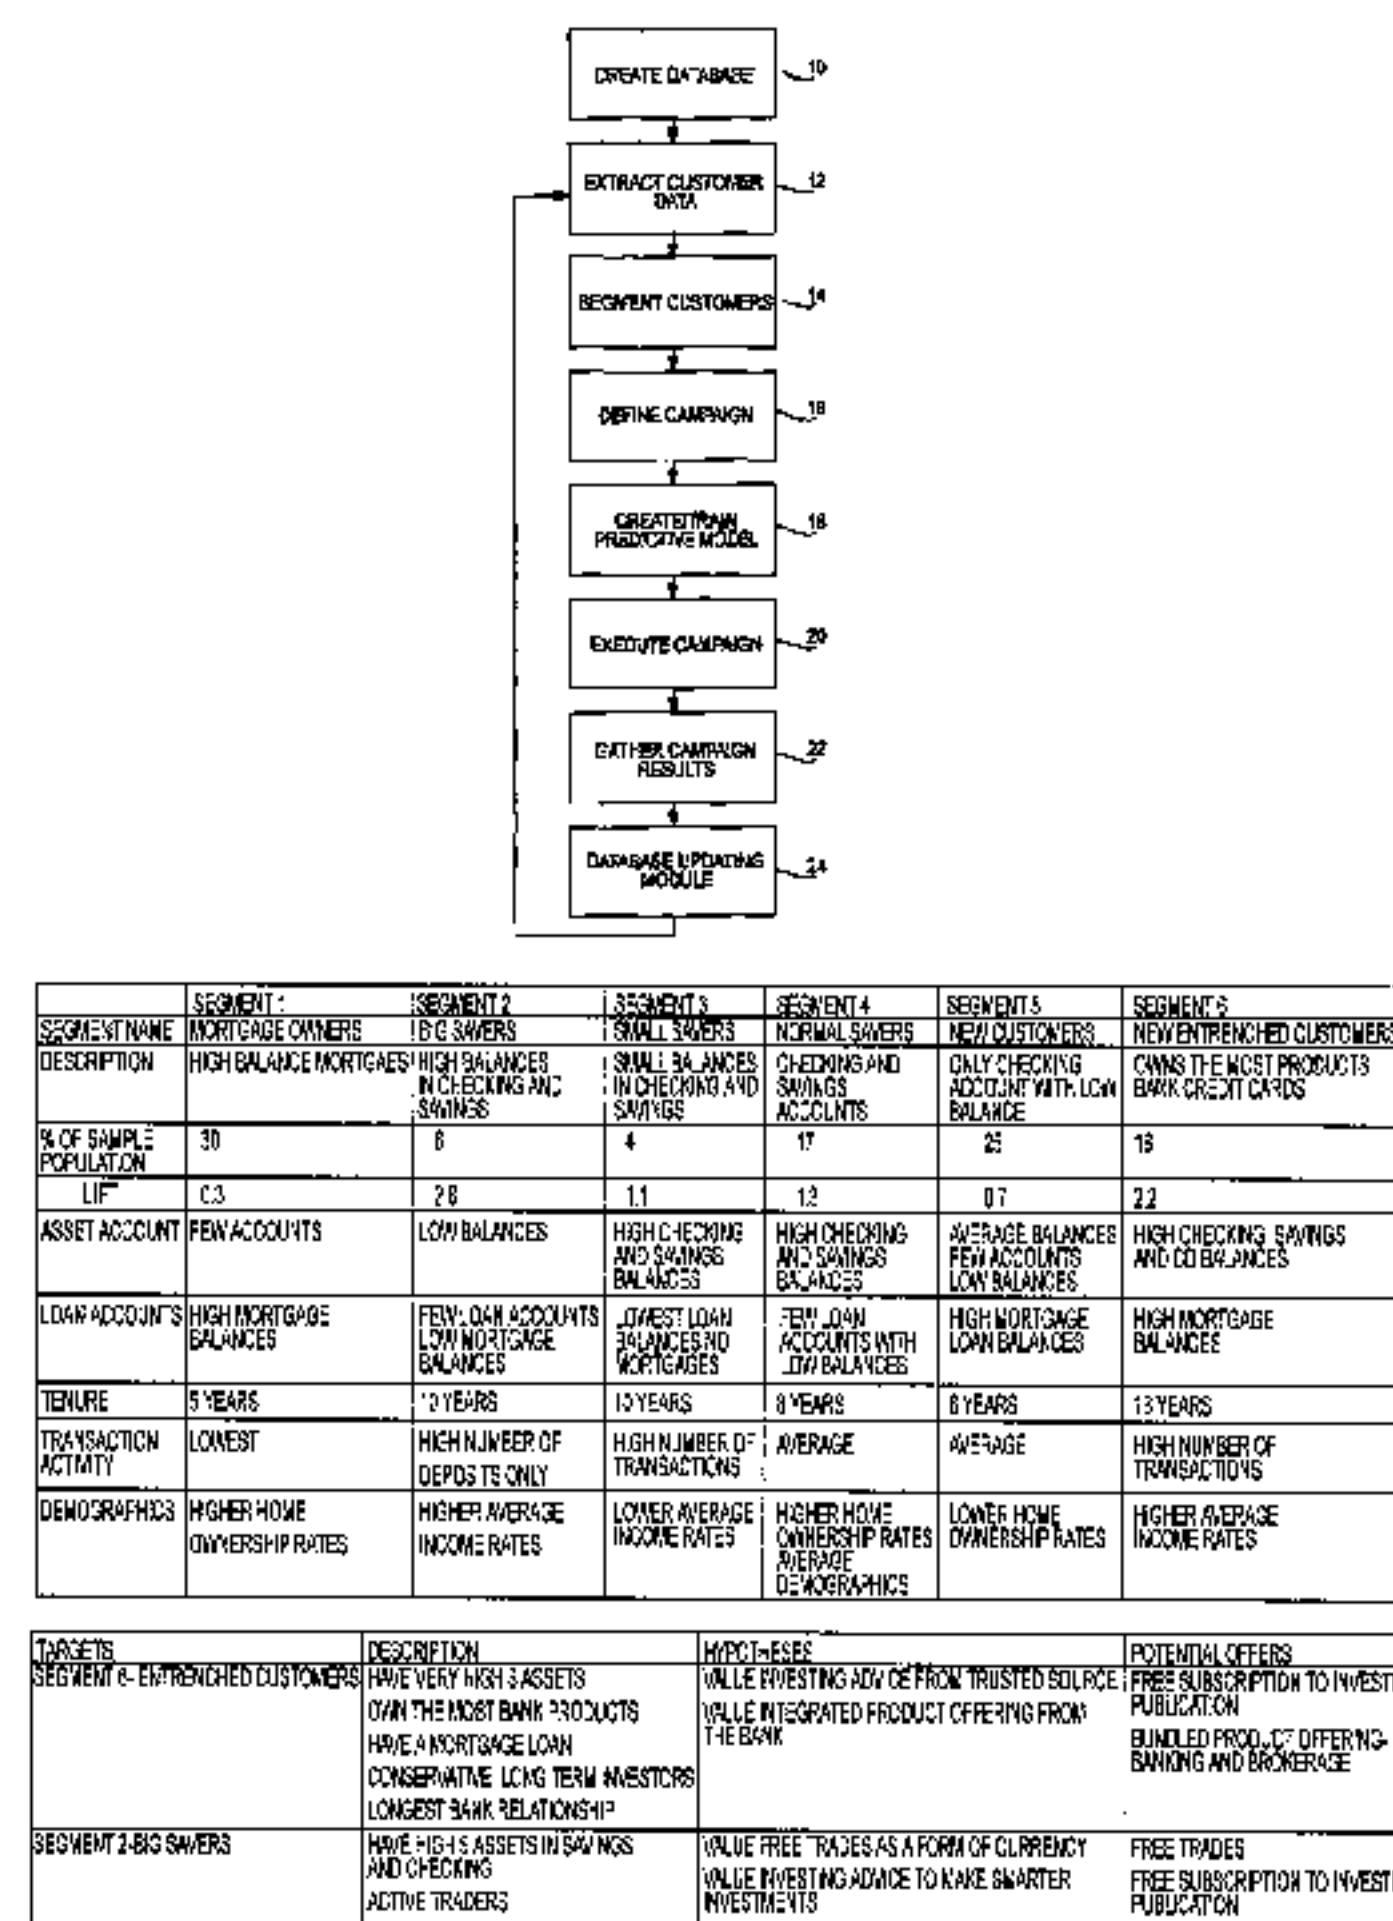 CREATE DATABASE
10
EXTRACT CUSTOMER
DATA
12
SEGMENT CUSTOMERS
14
DEFINE CAMPAIGN
CREATE/TRAIN
PREDICATIVE MODEL
18
EXECUTE CAMPAIGN
20
GATHER CAMPAIGN
RESULTS
22
DATABASE UPDATING
MODULE
24
SEGMENT 1 SEGMENT 2 SEGMENT 3 SEGMENT 4 SEGMENT 5 SEGMENT 6
SEGMENT NAME MORTGAGE OWNERS BIG SAVERS SMALL SAVERS NORMAL SAVERS NEW CUSTOMERS NEW ENTRENCHED CUSTOMERS
DESCRIPTION
HIGH BALANCE MORTGAES
HIGH BALANCES
IN CHECKING AND
SAVINGS
SMALL BALANCES
IN CHECKING AND
SAVINGS
CHECKING AND
SAVINGS
ACCOUNTS
ONLY CHECKING
ACCOUNT WITH LOW
BALANCE
OWNS THE MOST PRODUCTS
BANK CREDIT CARDS
% OF SAMPLE
POPULATION
30
4
17
LIFT 0.3 1.1 0.7 2.2
ASSET ACCOUNT
FEW ACCOUNTS
LOW BALANCES
HIGH CHECKING
AND SAVINGS
BALANCES
HIGH CHECKING
AND SAVINGS
BALANCES
AVERAGE BALANCES
FEW ACCOUNTS
LOW BALANCES
HIGH CHECKING SAVINGS
AND CD BALANCES
LOAN ACCOUNTS
HIGH MORTGAGE
BALANCES
FEW LOAN ACCOUNTS
LOW MORTGAGE
BALANCES
LOWEST LOAN
BALANCES NO
MORTGAGES
FEW LOAN
ACCOUNTS WITH
LOW BALANCES
HIGH MORTGAGE
LOAN BALANCES
HIGH MORTGAGE
BALANCES
TENURE 5 YEARS 10 YEARS 10 YEARS YEARS YEARS YEARS
TRANSACTION
ACTIVITY
LOWEST
HIGH NUMBER OF
DEPOSITS ONLY
HIGH NUMBER OF
TRANSACTIONS
AVERAGE
AVERAGE
HIGH NUMBER OF
TRANSACTIONS
DEMOGRAPHICS
HIGHER HOME
OWNERSHIP RATES
HIGHER AVERAGE
INCOME RATES
LOWER AVERAGE
INCOME RATES
HIGHER HOME
OWNERSHIP RATES
AVERAGE
DEMOGRAPHICS
LOWER HOME
OWNERSHIP RATES
HIGHER AVERAGE
INCOME RATES
TARGETS DESCRIPTION HYPOTHESES POTENTIAL OFFERS
SEGMENT 6- ENTRENCHED CUSTOMERS
HAVE VERY HIGH $ ASSETS
OWN THE MOST BANK PRODUCTS
HAVE A MORTGAGE LOAN
CONSERVATIVE LONG TERM INVESTORS
LONGEST BANK RELATIONSHIP
VALUE INVESTING ADVICE FROM TRUSTED SOURCE
VALUE INTEGRATED PRODUCT OFFERING FROM
THE BANK
FREE SUBSCRIPTION TO INVEST
PUBLICATION
BUNDLED PRODUCT OFFERING-
BANKING AND BROKERAGE
SEGMENT 2-BIG SAVERS
HAVE HIGH $ ASSETS IN SAVINGS
AND CHECKING
ACTIVE TRADERS
VALUE FREE TRADES AS A FORM OF CURRENCY
VALUE INVESTING ADVICE TO MAKE SMARTER
INVESTMENTS
FREE TRADES
FREE SUBSCRIPTION TO INVEST
PUBLICATION